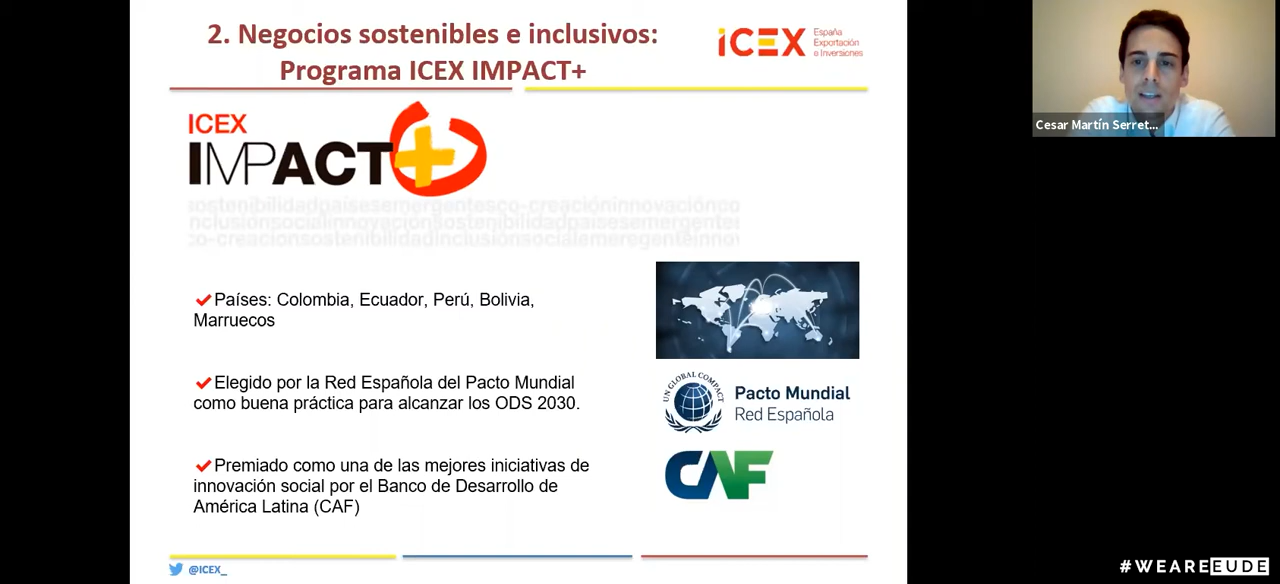 2. Negocios sostenibles e inclusivos:
Programa ICEX IMPACT+
ICEX
España
Exportación
e Inversiones
ICEX
IMPACT+
sostenibilidadpaísesemergentesco-creacióninnovaciónco
nclusiónsocialinnovaciónsostenibilidadpaísesemergente
co-creacionsostenibilidadinclusiónsocialemeregenteinno
Países: Colombia, Ecuador, Perú, Bolivia,
Marruecos
Elegido por la Red Española del Pacto Mundial
como buena práctica para alcanzar los ODS 2030.
UN GLOBAL COMPACT
Pacto Mundial
Red Española
Premiado como una de las mejores iniciativas de
innovación social por el Banco de Desarrollo de
América Latina (CAF)
CAF
@ICEX_
Cesar Martín Serret...
#WEAREEUDE